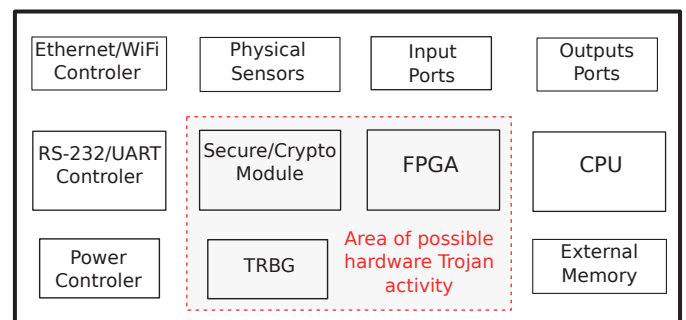 Ethernet/WiFi
Controler
Physical
Sensors
Input
Ports
Outputs
Ports
RS-232/UART
Controler
Secure/Crypto
Module
FPGA
CPU
Power
Controler
TRBG
Area of possible
hardware Trojan
activity
External
Memory